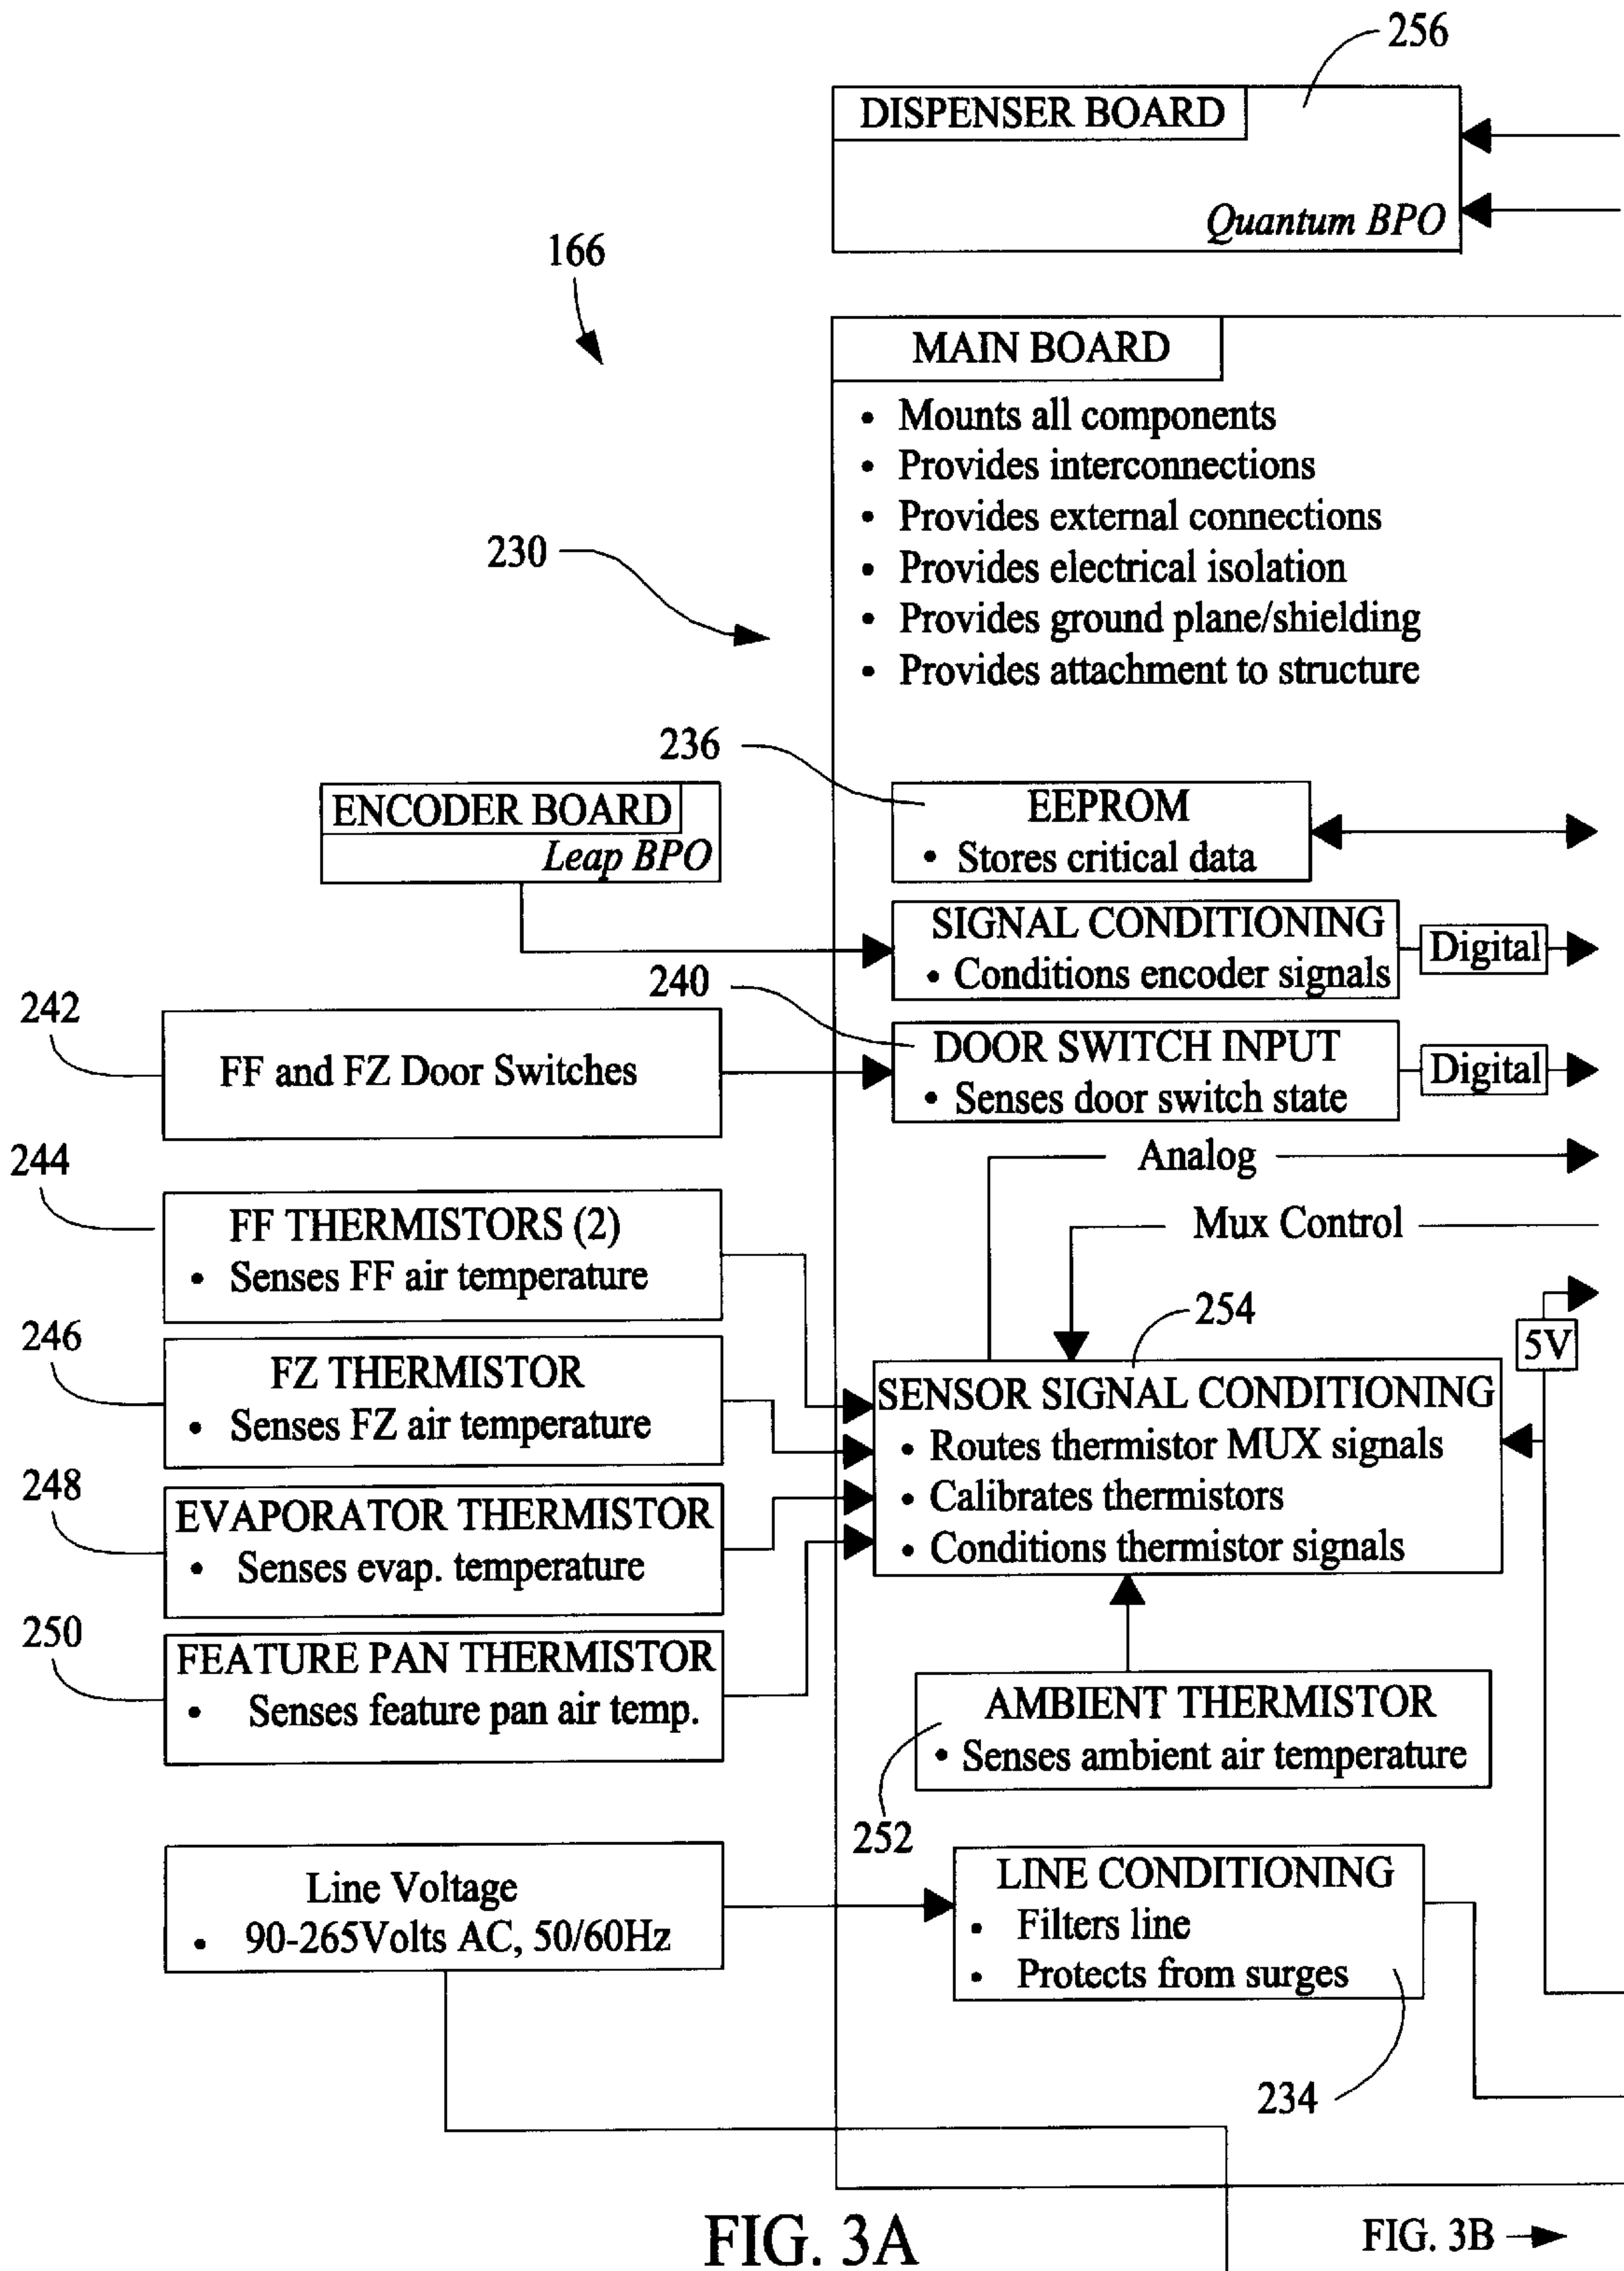 256
DISPENSER BOARD
Quantum BPO
166
MAIN BOARD
• Mounts all components
• Provides interconnections
• Provides external connections
• Provides electrical isolation
• Provides ground plane/shielding
• Provides attachment to structure
230
236
ENCODER BOARD
Leap BPO
EEPROM
• Stores critical data
SIGNAL CONDITIONING
• Conditions encoder signals
Digital
240
242
FF and FZ Door Switches
DOOR SWITCH INPUT
• Senses door switch state
Digital
244
Analog
FF THERMISTORS (2)
• Senses FF air temperature
Mux Control
254
5V
246
FZ THERMISTOR
• Senses FZ air temperature
SENSOR SIGNAL CONDITIONING
• Routes thermistor MUX signals
• Calibrates thermistors
• Conditions thermistor signals
248
EVAPORATOR THERMISTOR
• Senses evap. temperature
250
FEATURE PAN THERMISTOR
• Senses feature pan air temp.
AMBIENT THERMISTOR
• Senses ambient air temperature
252
Line Voltage
• 90-265Volts AC, 50/60Hz
LINE CONDITIONING
• Filters line
• Protects from surges
234
FIG. 3A
FIG. 3B